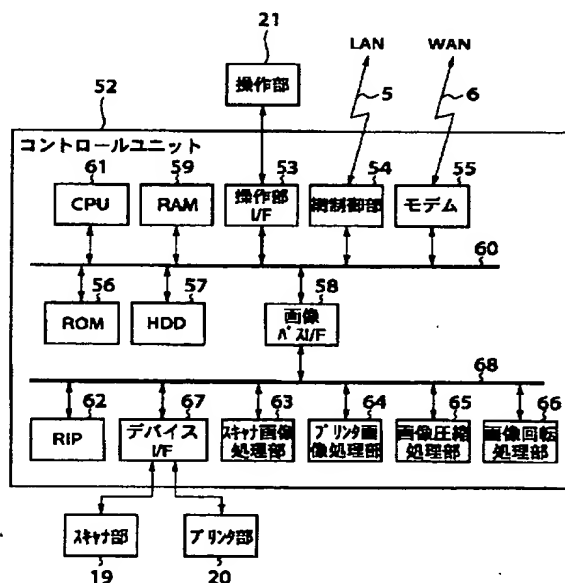 21
LAN
WAN
操作部
5
6
52
コントロールユニット
61
59
53
54
55
CPU
RAM
操作部
I/F
網制御部
モデム
60
56
57
58
ROM
HDD
画像
バスI/F
68
62
67
63
64
65
66
RIP
デバイス
I/F
スキャナ画像
処理部
プリンタ画
像処理部
画像圧縮
処理部
画像回転
処理部
スキャナ部
プリンタ部
19
20